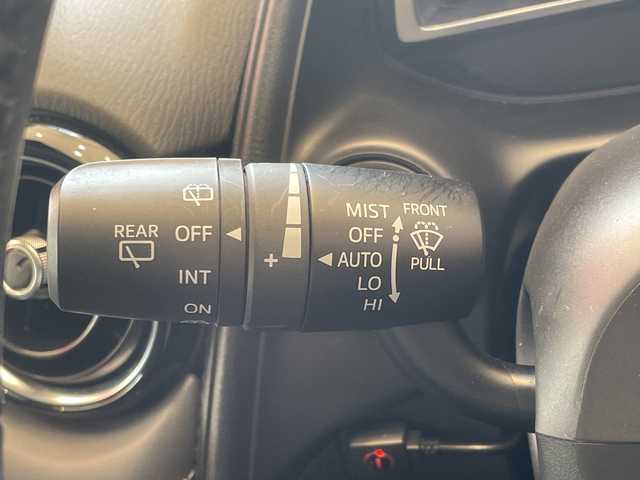 REAR
OFF
INT
ON
+
MIST
OFF
AUTO
LO
HI
FRONT
PULL